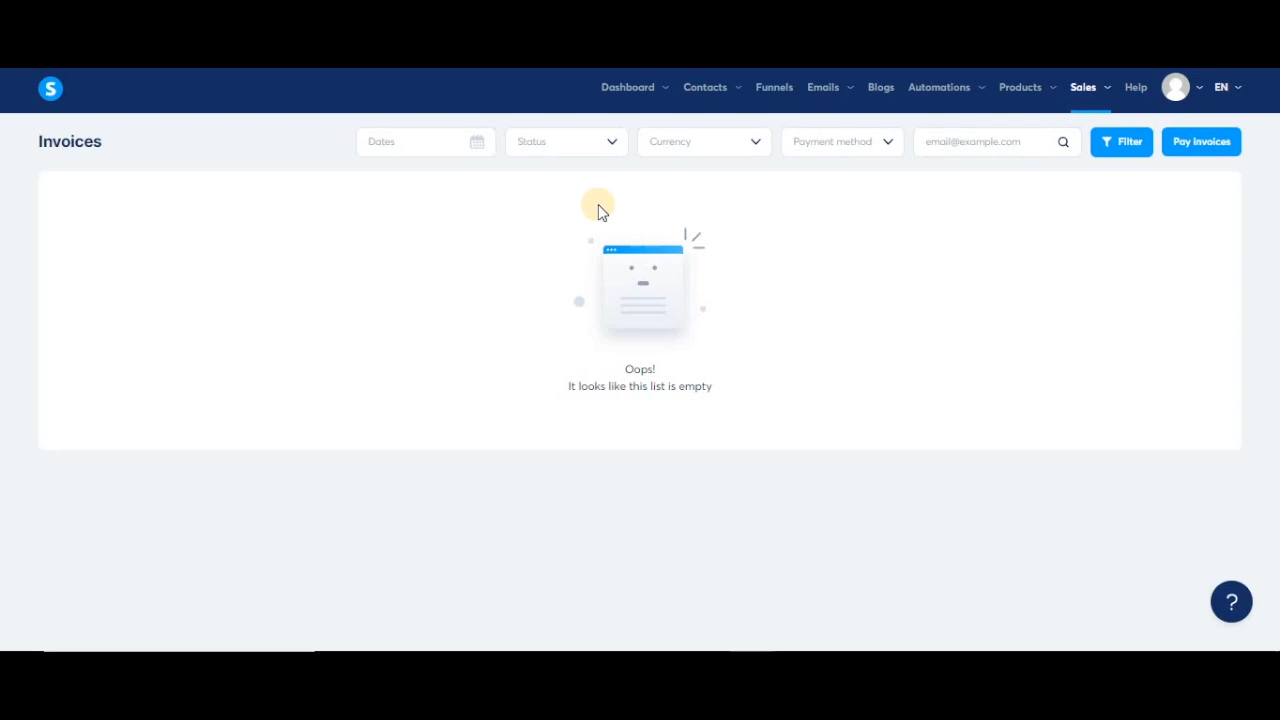 S
Dashboard Contacts Funnels Emails Blogs Automations Products Sales Help EN
Invoices
Dates Status Currency Payment method email@example.com Filter Pay invoices
Oops!
It looks like this list is empty
?